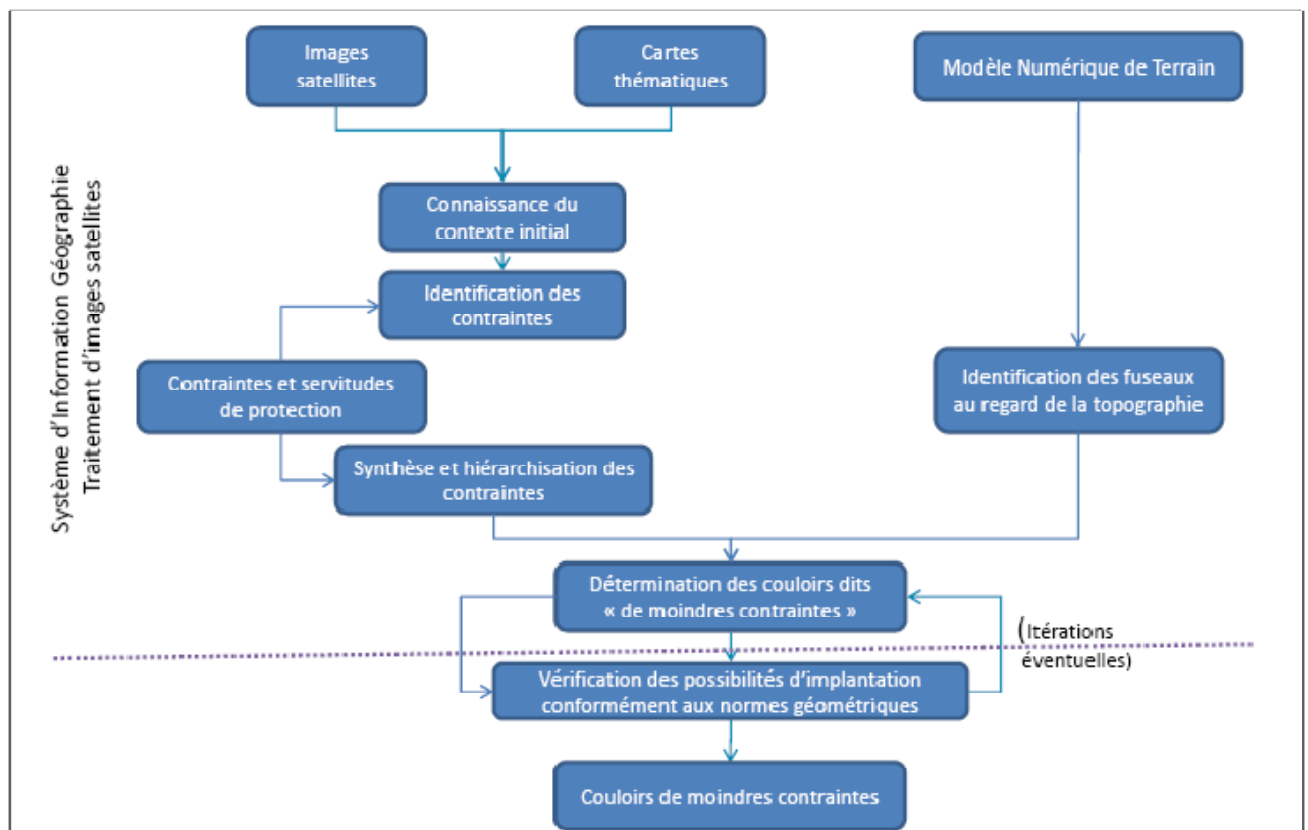 Images
satellites
Cartes
thématiques
Modèle Numérique de Terrain
Système d'Information Géographie
Traitement d'images satellites
Connaissance du
contexte initial
Identification des
contraintes
Contraintes et servitudes
de protection
Identification des fuseaux
au regard de la topographie
Synthèse et hiérarchisation des
contraintes
Détermination des couloirs dits
« de moindres contraintes »
(Itérations
éventuelles)
Vérification des possibilités d'implantation
conformément aux normes géométriques
Couloirs de moindres contraintes